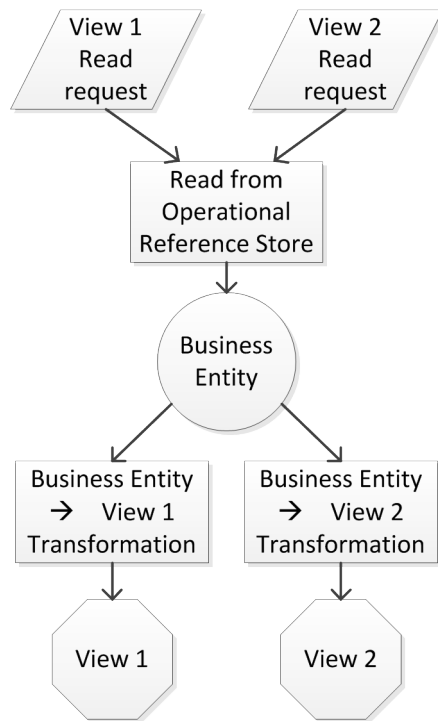 View 1
Read
request
View 2
Read
request
Read from
Operational
Reference Store
Business
Entity
Business Entity
→ View 1
Transformation
Business Entity
→ View 2
Transformation
View 1
View 2